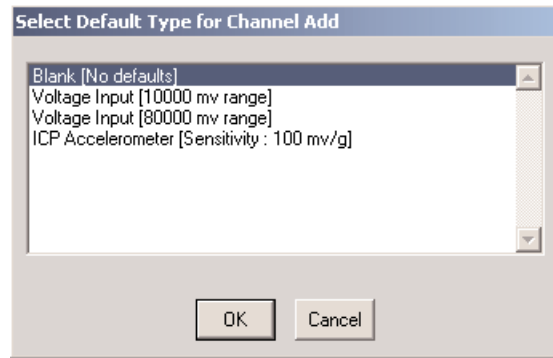 Select Default Type for Channel Add
Blank [No defaults]
Voltage Input [10000 mv range]
Voltage Input [80000 mv range]
ICP Accelerometer [Sensitivity : 100 mv/g]
OK Cancel